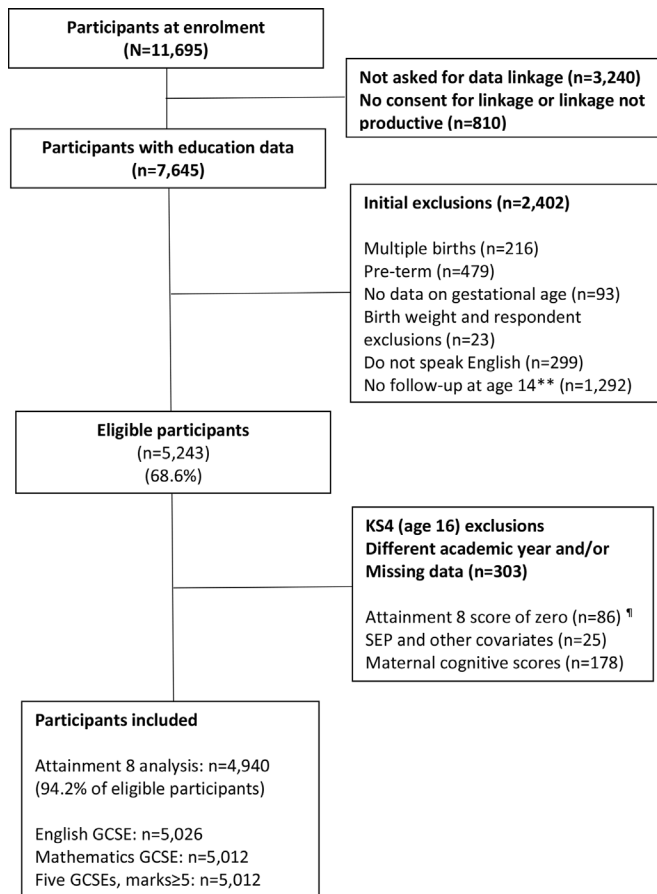 Participants at enrolment
(N=11,695)
Not asked for data linkage (n=3,240)
No consent for linkage or linkage not
productive (n=810)
Participants with education data
(n=7,645)
Initial exclusions (n=2,402)
Multiple births (n=216)
Pre-term (n=479)
No data on gestational age (n=93)
Birth weight and respondent
exclusions (n=23)
Do not speak English (n=299)
No follow-up at age 14** (n=1,292)
Eligible participants
(n=5,243)
(68.6%)
KS4 (age 16) exclusions
Different academic year and/or
Missing data (n=303)
Attainment 8 score of zero (n=86) ¶
SEP and other covariates (n=25)
Maternal cognitive scores (n=178)
Participants included
Attainment 8 analysis: n=4,940
(94.2% of eligible participants)
English GCSE: n=5,026
Mathematics GCSE: n=5,012
Five GCSEs, marks≥5: n=5,012